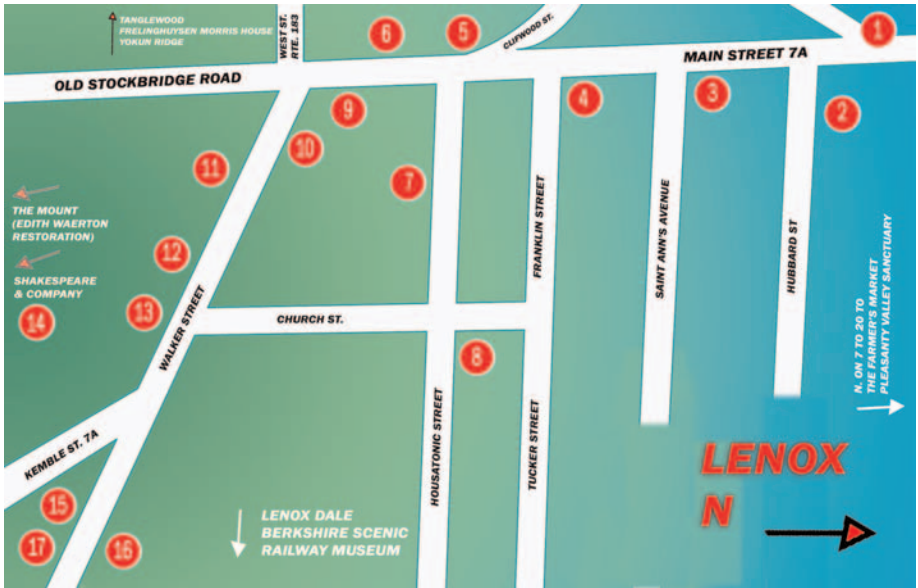 TANGLEWOOD
FRELINGHUYSEN MORRIS HOUSE
YOKUN RIDGE
WEST ST.
RTE. 183
6
5
CLIFWOOD ST.
1
OLD STOCKBRIDGE ROAD
MAIN STREET 7A
9
4
3
2
10
11
7
THE MOUNT
(EDITH WAERTON
RESTORATION)
SHAKESPEARE
& COMPANY
14
12
13
WALKER STREET
CHURCH ST.
FRANKLIN STREET
SAINT ANN'S AVENUE
HUBBARD ST
8
N. ON 7 TO 20 TO
THE FARMER'S MARKET
PLEASANTY VALLEY SANCTUARY
HOUSATONIC STREET
TUCKER STREET
KEMBLE ST. 7A
15
17
16
LENOX DALE
BERKSHIRE SCENIC
RAILWAY MUSEUM
LENOX
N